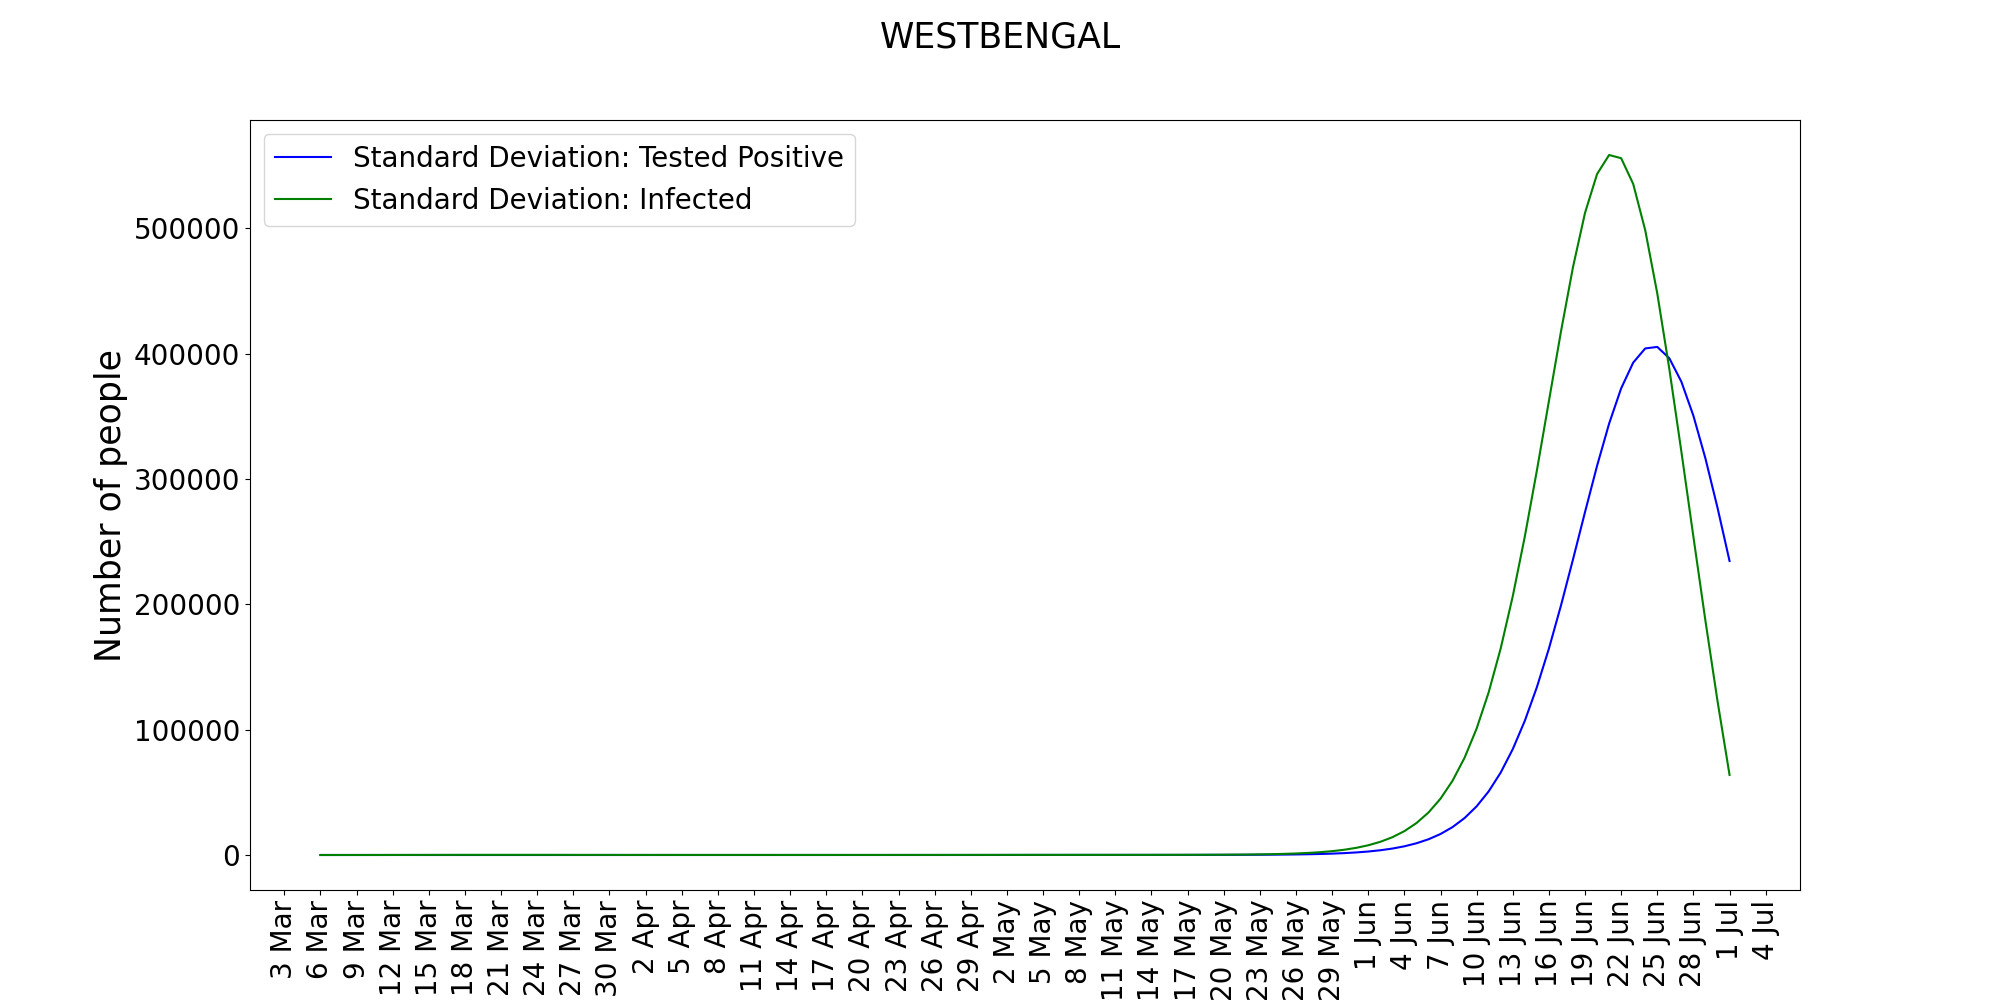 WESTBENGAL
Standard Deviation: Tested Positive
Standard Deviation: Infected
Number of people
500000
400000
300000
200000
100000
0
3 Mar
6 Mar
9 Mar
12 Mar
15 Mar
18 Mar
21 Mar
24 Mar
27 Mar
30 Mar
2 Apr
5 Apr
8 Apr
11 Apr
14 Apr
17 Apr
20 Apr
23 Apr
26 Apr
29 Apr
2 May
5 May
8 May
11 May
14 May
17 May
20 May
23 May
26 May
29 May
1 Jun
4 Jun
7 Jun
10 Jun
13 Jun
16 Jun
19 Jun
22 Jun
25 Jun
28 Jun
1 Jul
4 Jul